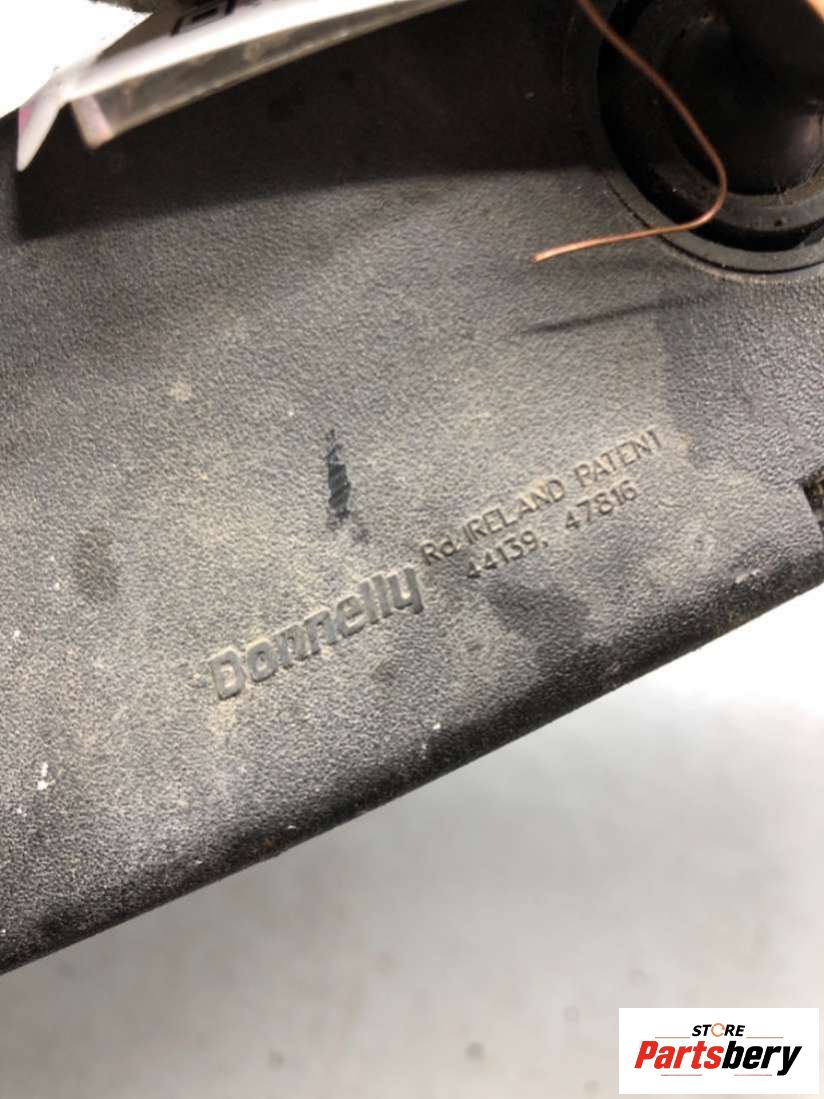 Donnelly
Rd. IRELAND PATENT
44139, 47816
STORE
Partsbery